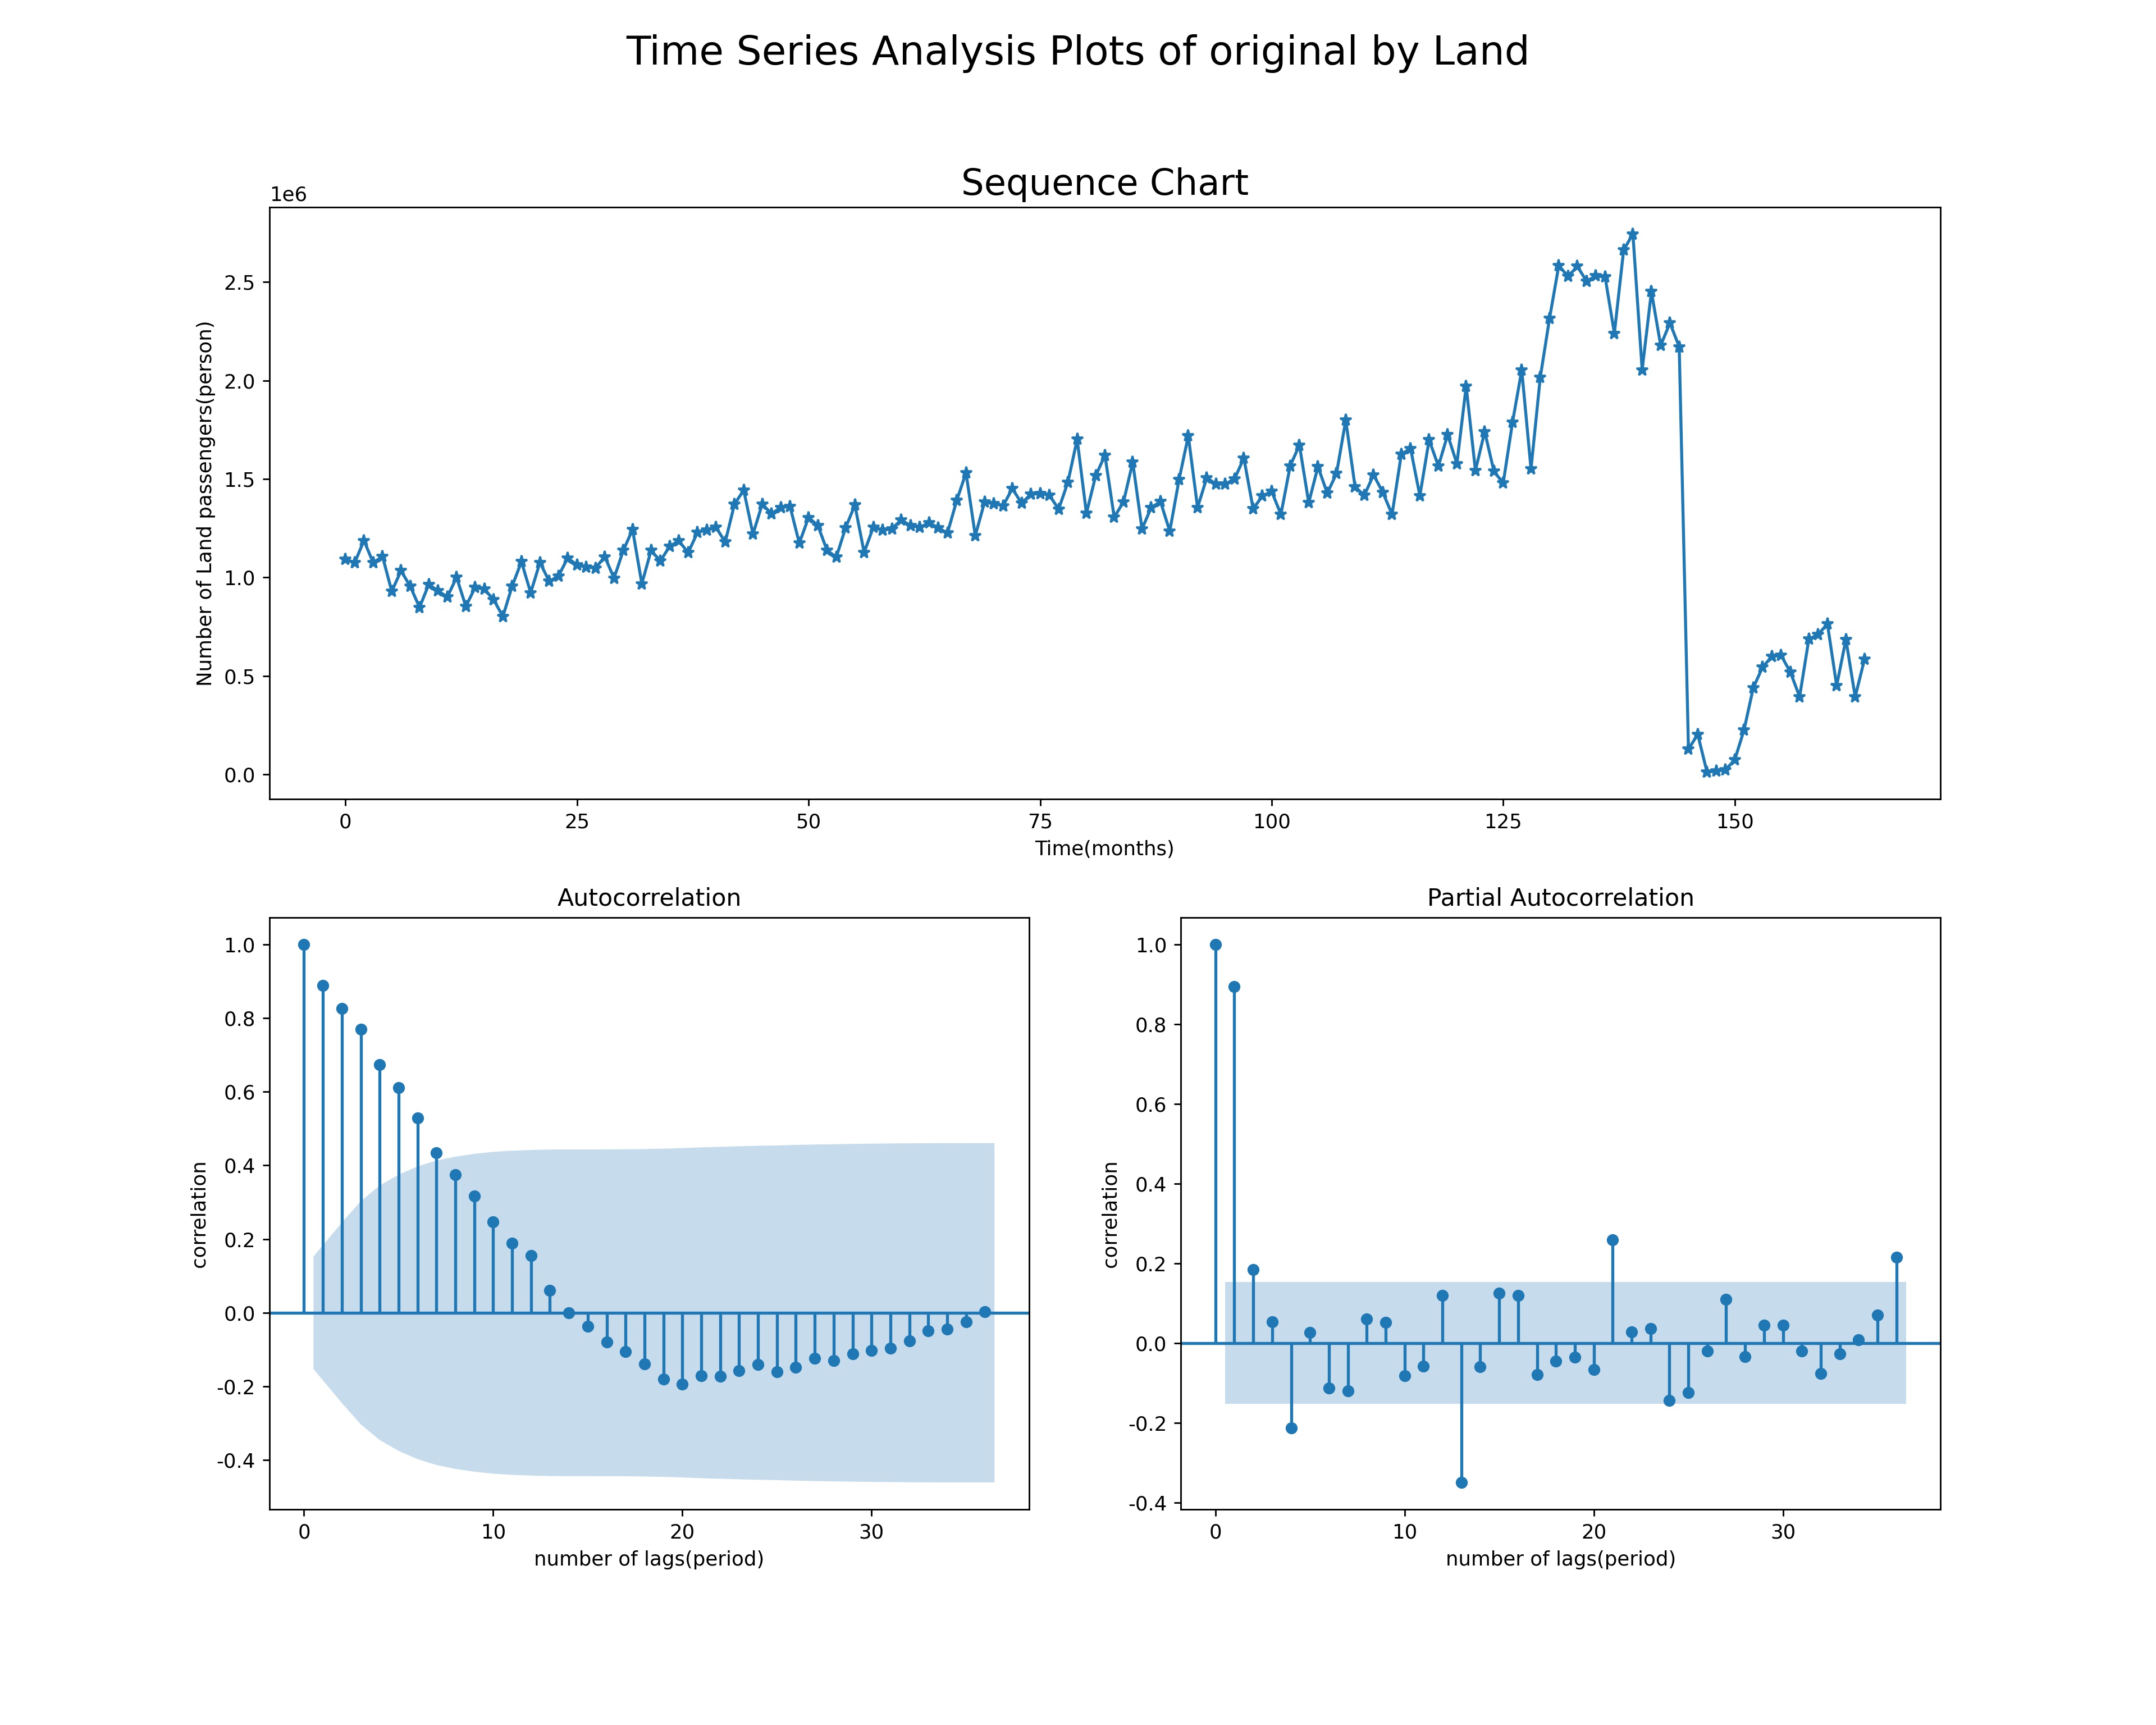 Time Series Analysis Plots of original by Land
Sequence Chart
1e6
2.5
2.0
1.5
1.0
0.5
0.0
Number of Land passengers(person)
0 25 50 75 100 125 150
Time(months)
Autocorrelation
1.0
0.8
0.6
0.4
0.2
0.0
-0.2
-0.4
correlation
0 10 20 30
number of lags(period)
Partial Autocorrelation
1.0
0.8
0.6
0.4
0.2
0.0
-0.2
-0.4
correlation
0 10 20 30
number of lags(period)